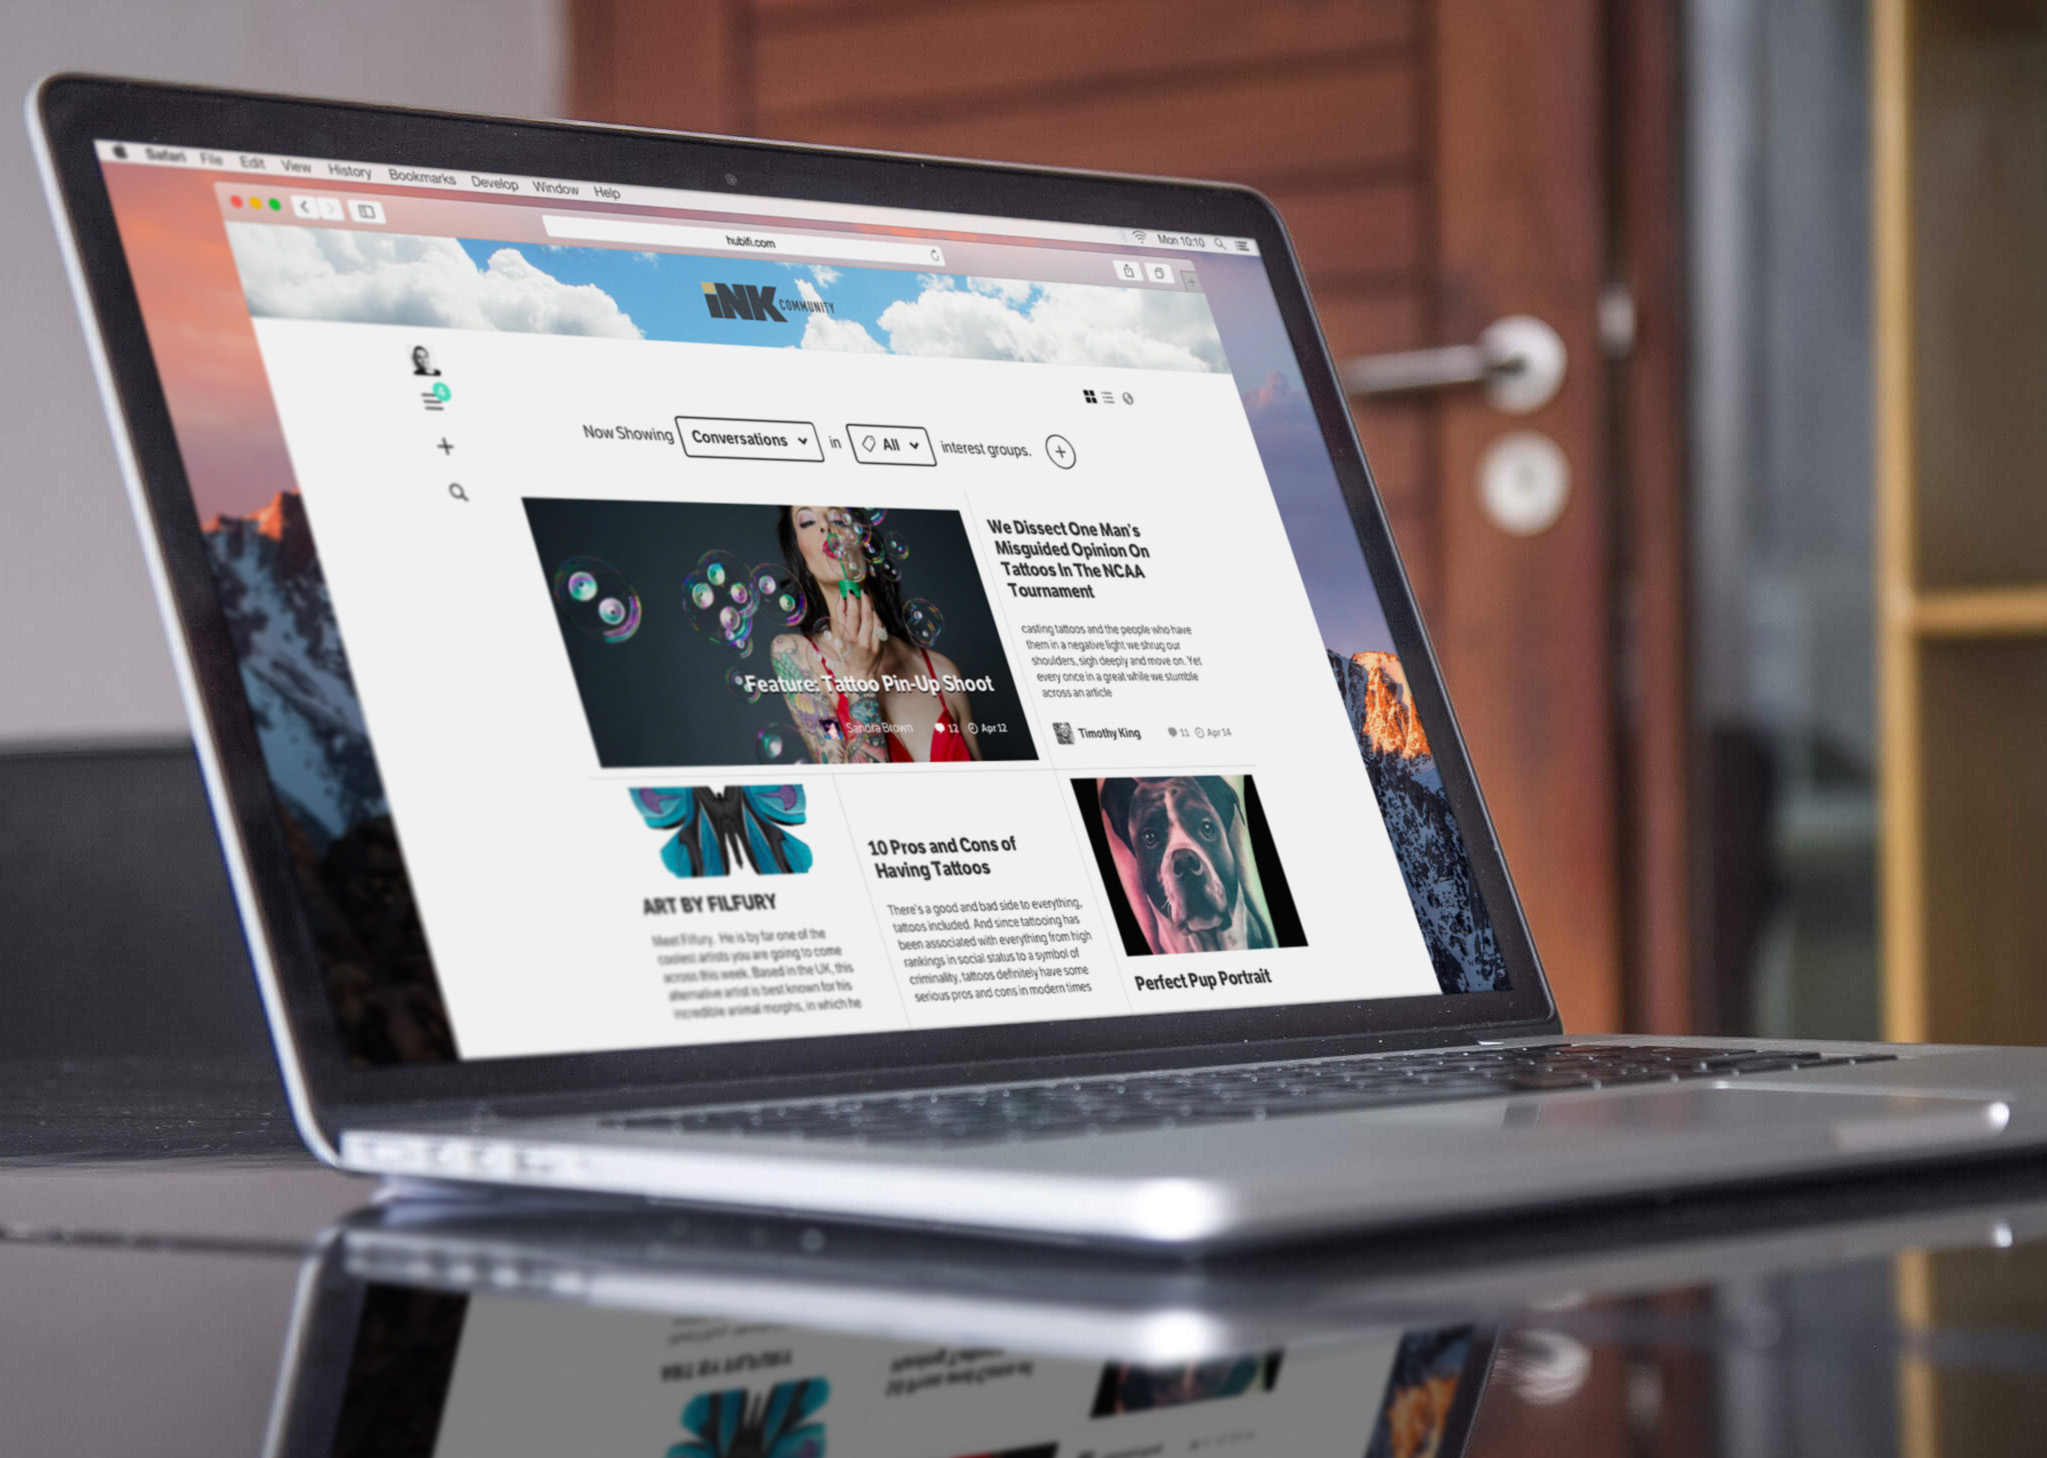 Safari File Edit View History Bookmarks Develop Window Help
Mon 10:10
hubifi.com
iNK COMMUNITY
4
Now Showing Conversations in All interest groups.
Feature: Tattoo Pin-Up Shoot
Sandra Brown 12 Apr 12
We Dissect One Man's
Misguided Opinion On
Tattoos In The NCAA
Tournament
casting tattoos and the people who have
them in a negative light we shrug our
shoulders, sigh deeply and move on. Yet
every once in a great while we stumble
across an article
Timothy King 11 Apr 14
ART BY FILFURY
Meet Filfury. He is by far one of the
coolest artists you are going to come
across this week. Based in the UK, this
alternative artist is best known for his
incredible animal morphs, in which he
10 Pros and Cons of
Having Tattoos
There's a good and bad side to everything,
tattoos included. And since tattooing has
been associated with everything from high
rankings in social status to a symbol of
criminality, tattoos definitely have some
serious pros and cons in modern times
Perfect Pup Portrait